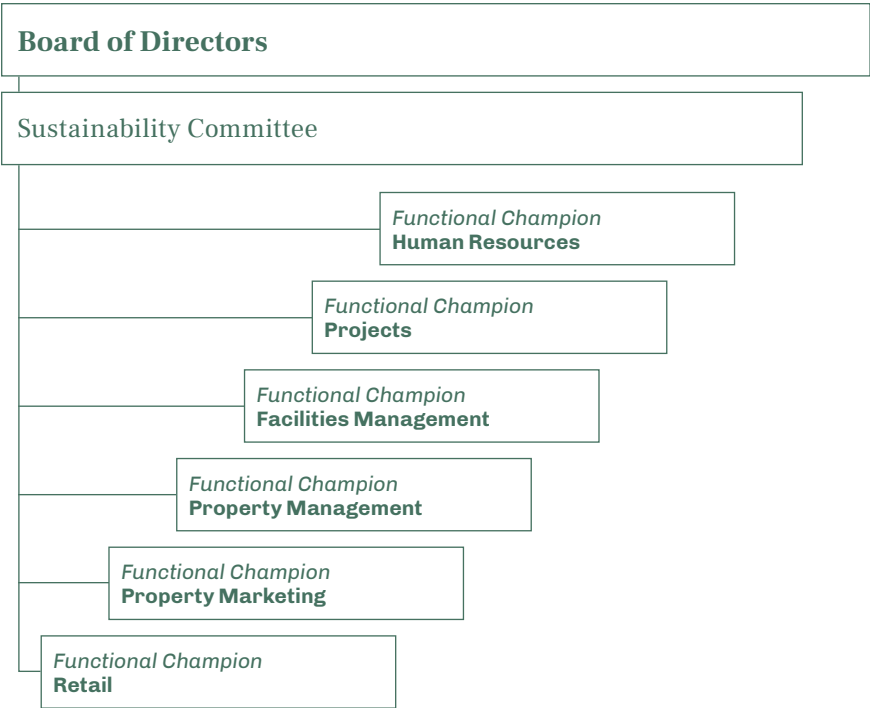 Board of Directors
Sustainability Committee
Functional Champion
Human Resources
Functional Champion
Projects
Functional Champion
Facilities Management
Functional Champion
Property Management
Functional Champion
Property Marketing
Functional Champion
Retail